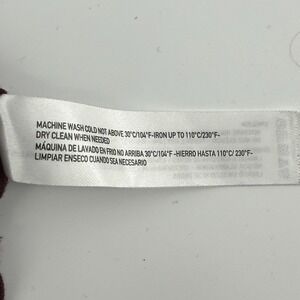 MACHINE WASH COLD NOT ABOVE 30°C/104°F-IRON UP TO 110°C/230°F-
DRY CLEAN WHEN NEEDED
MÁQUINA DE LAVADO EN FRIO NO ARRIBA 30°C/104°F -HIERRO HASTA 110°C/ 230°F-
LIMPIAR ENSECO CUANDO SEA NECESARIO